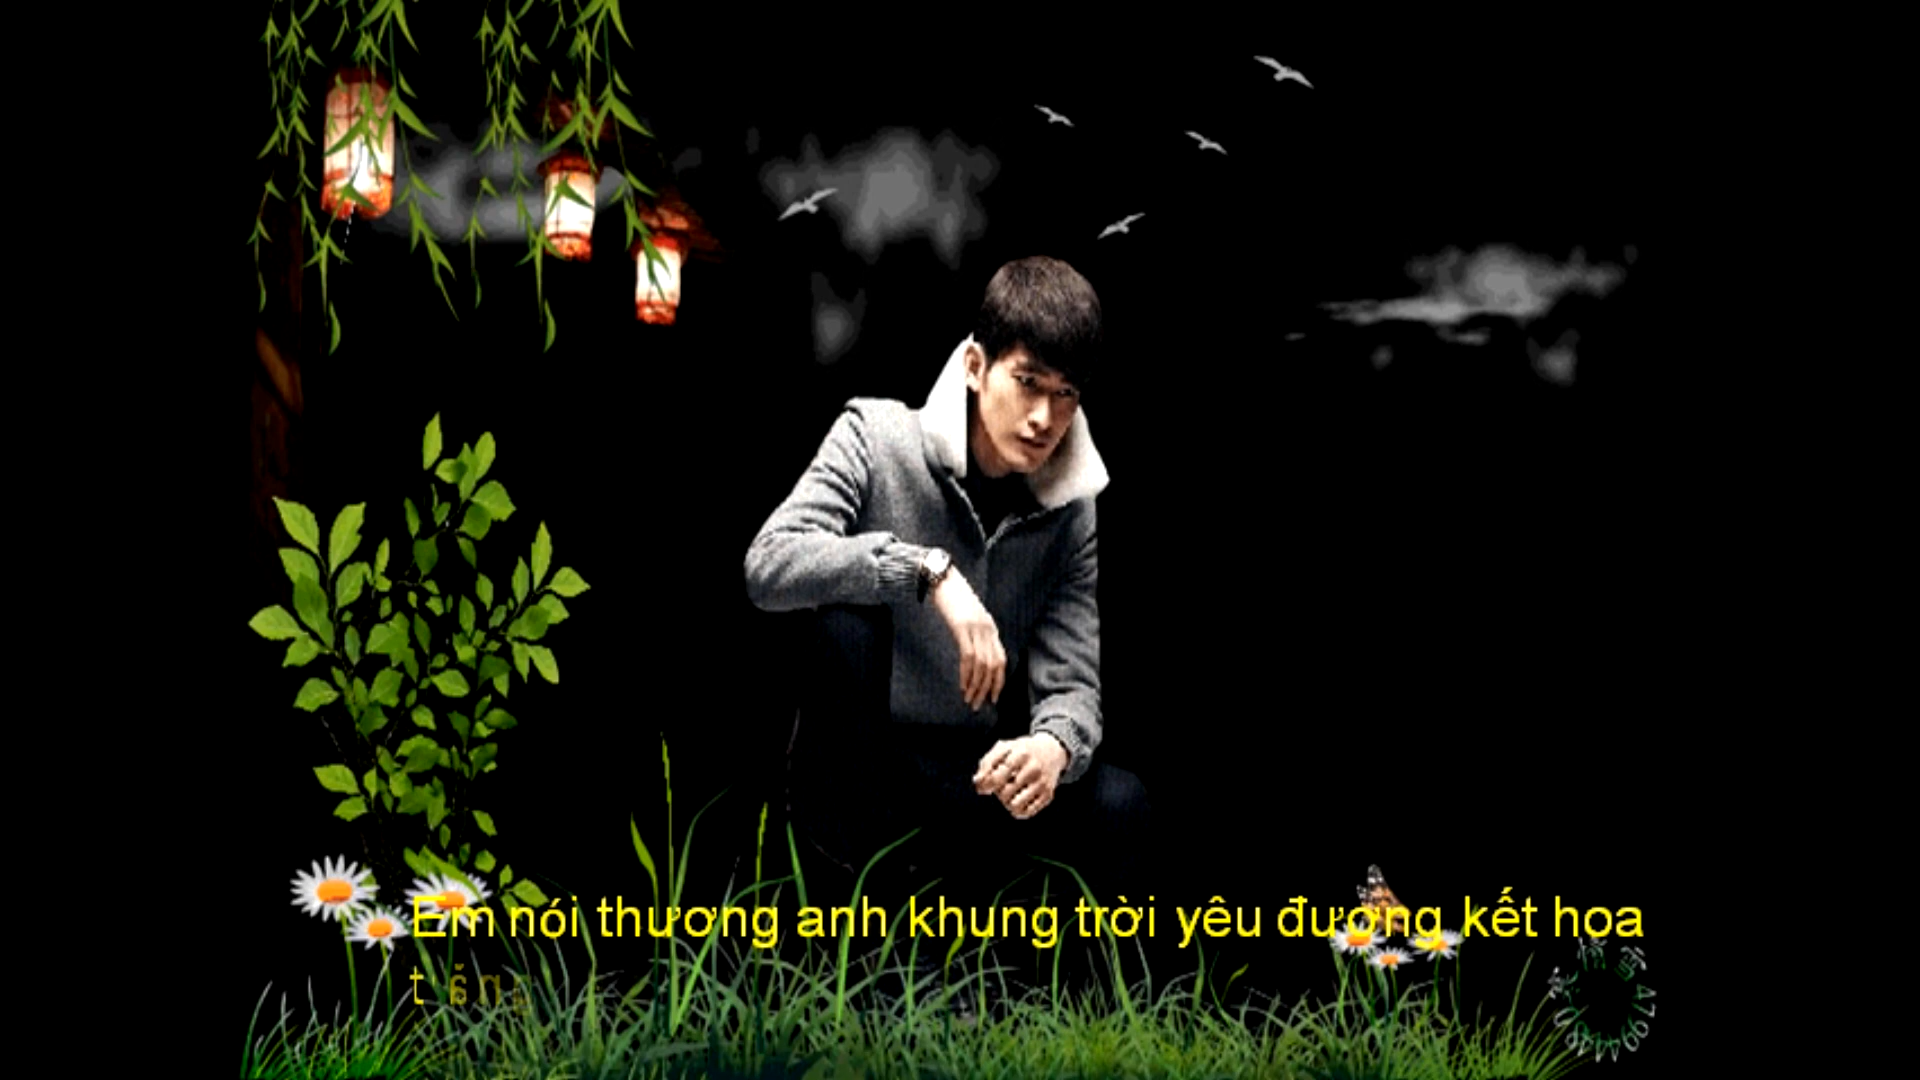 Em nói thương anh khung trời yêu đương kết hoa